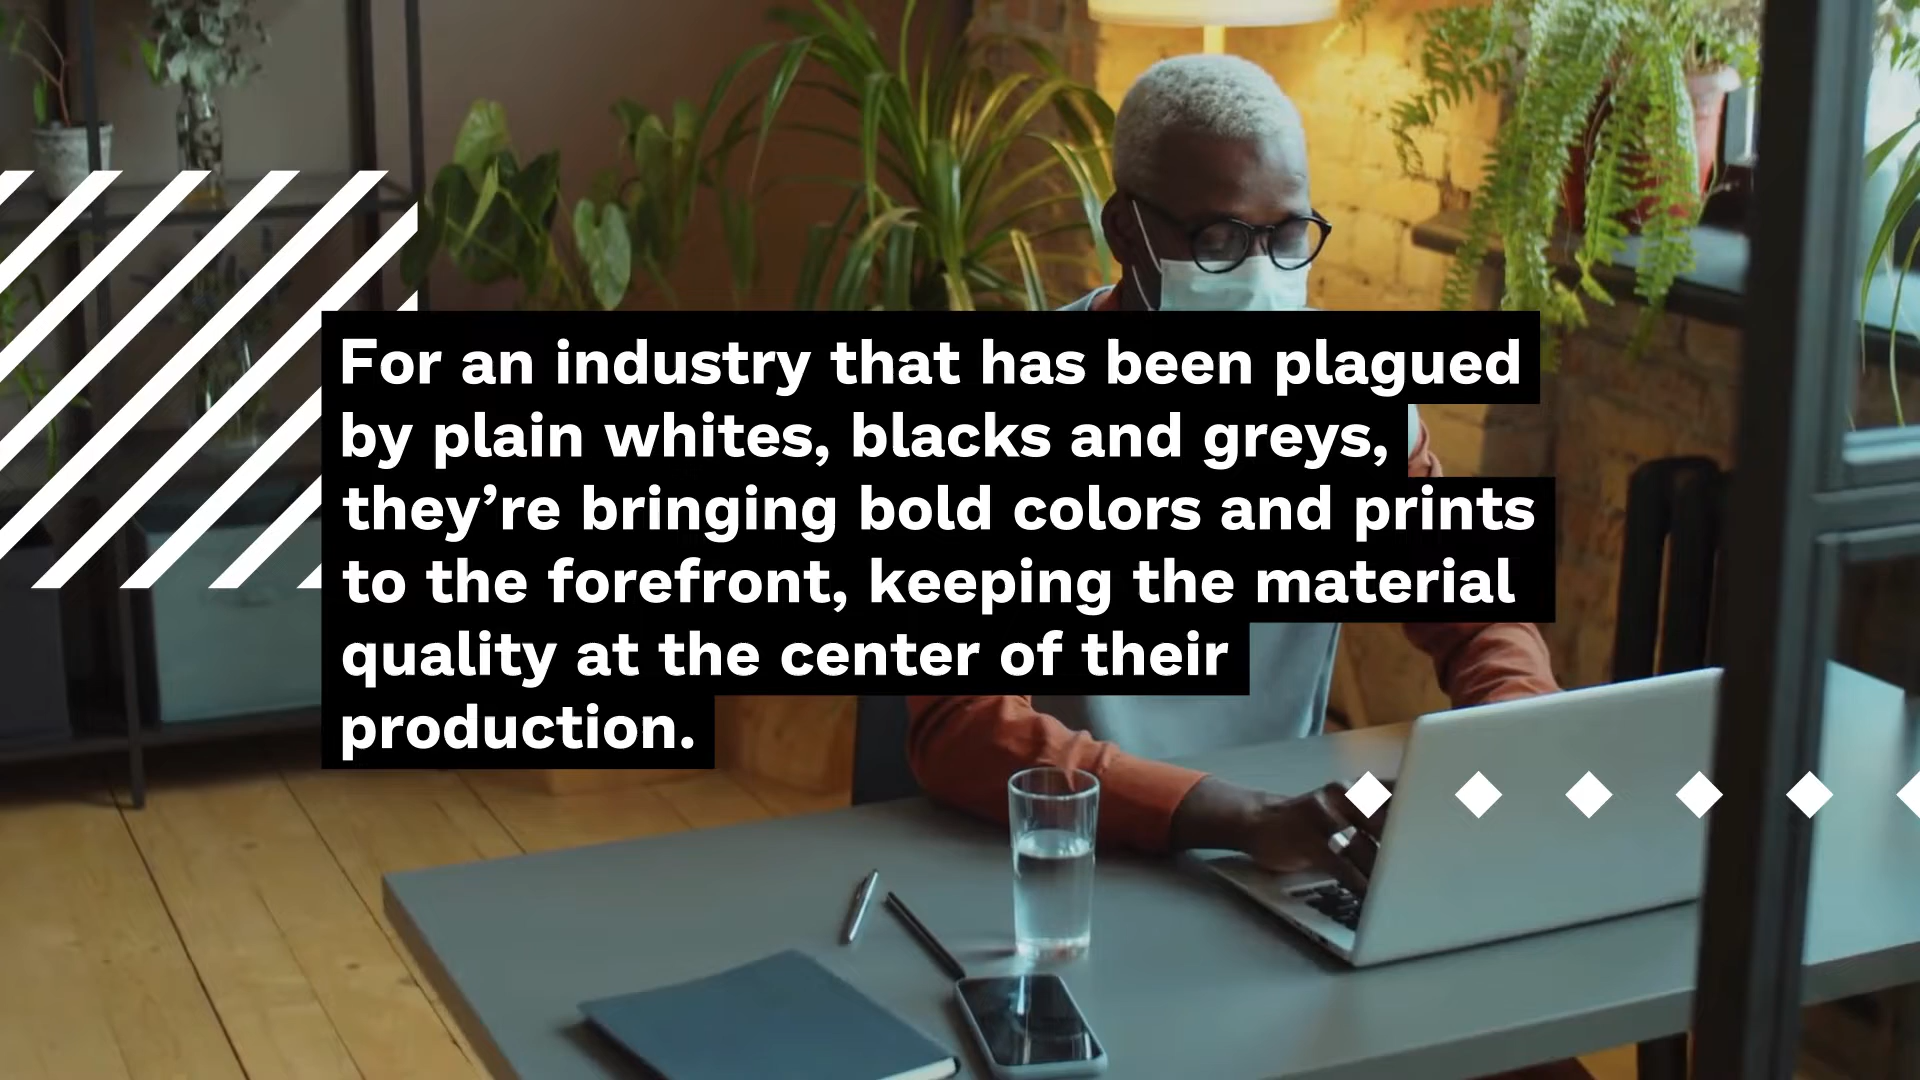 For an industry that has been plagued
by plain whites, blacks and greys,
they’re bringing bold colors and prints
to the forefront, keeping the material
quality at the center of their
production.